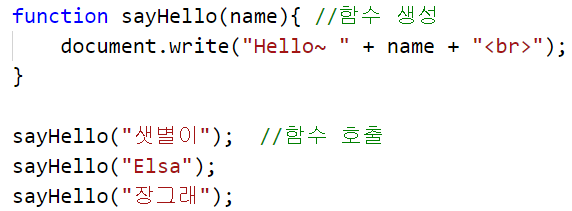 function sayHello(name){ //함수 생성
    document.write("Hello~ " + name + "<br>");
}
sayHello("샛별이");  //함수 호출
sayHello("Elsa");
sayHello("장그래");